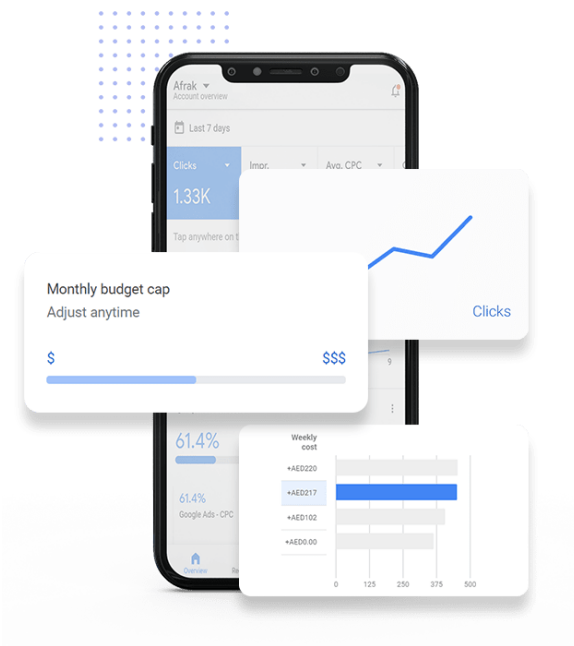 Afrak
Account overview
Last 7 days
Clicks
Impr.
Avg. CPC
1.33K
Tap anywhere on
Clicks
Monthly budget cap
Adjust anytime
$
$$$
9
61.4%
61.4%
Google Ads - CPC
Overview
Weekly
cost
+AED220
+AED217
+AED102
+AED0.00
0
125
250
375
500